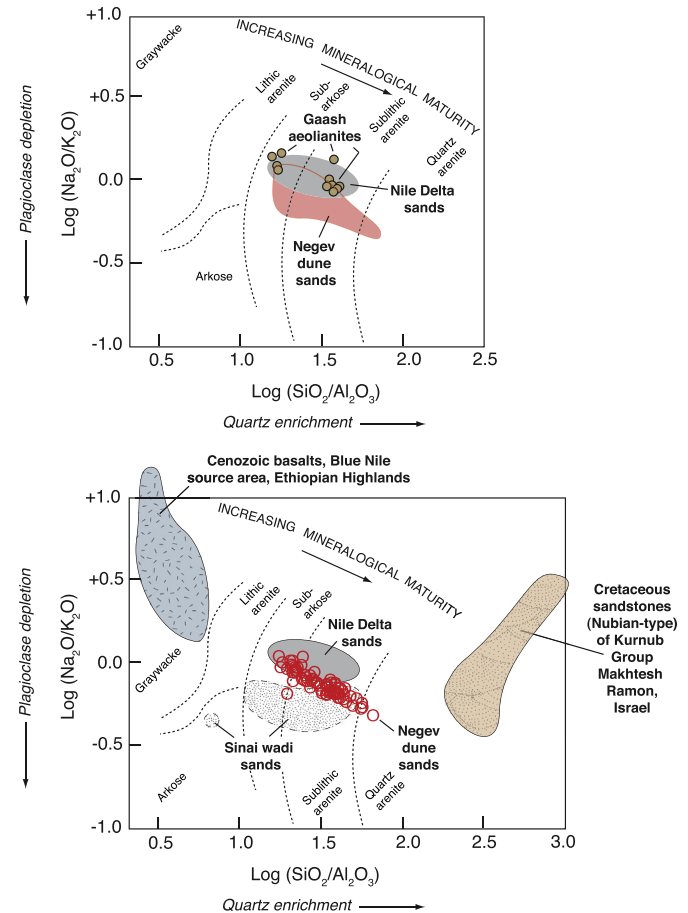 +1.0
+0.5
0.0
-0.5
-1.0
Plagioclase depletion
Log (Na2O/K2O)
Graywacke
INCREASING MINERALOGICAL MATURITY
Lithic
arenite
Sub-
arkose
Sublithic
arenite
Quartz
arenite
Gaash
aeolianites
Nile Delta
sands
Negev
dune
sands
Arkose
0.5
1.0
1.5
2.0
2.5
Log (SiO2/Al2O3)
Quartz enrichment
Cenozoic basalts, Blue Nile
source area, Ethiopian Highlands
+1.0
+0.5
0.0
-0.5
-1.0
Plagioclase depletion
Log (Na2O/K2O)
INCREASING MINERALOGICAL MATURITY
Lithic
arenite
Sub-
arkose
Nile Delta
sands
Graywacke
Cretaceous
sandstones
(Nubian-type)
of Kurnub
Group
Makhtesh
Ramon,
Israel
Sinai wadi
sands
Negev
dune
sands
Arkose
Sublithic
arenite
Quartz
arenite
0.5
1.0
1.5
2.0
2.5
3.0
Log (SiO2/Al2O3)
Quartz enrichment